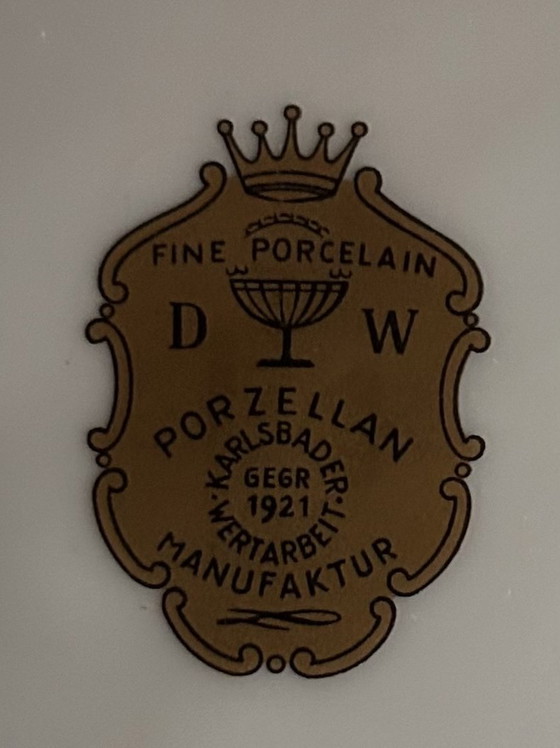 FINE PORCELAIN
D W
PORZELLAN
KARLSBADER
GEGR
1921
WERTARBEIT
MANUFAKTUR